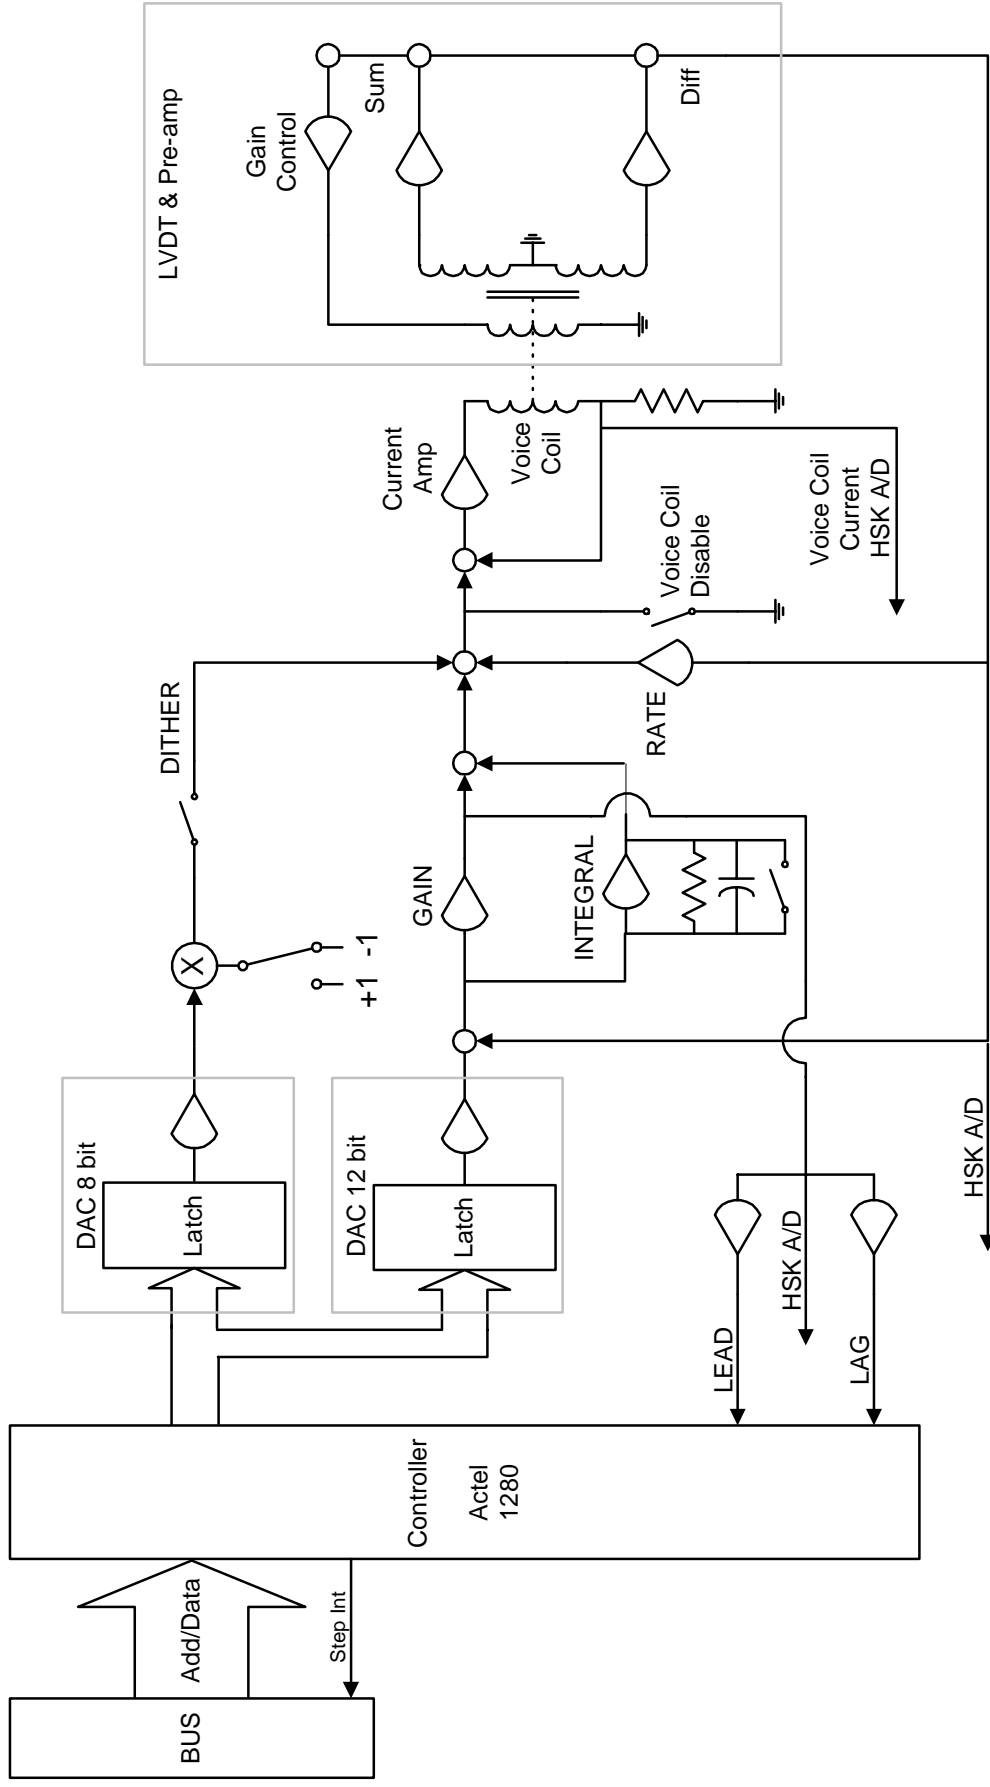 BUS
Add/Data
Step Int
Controller
Actel
1280
DAC 8 bit
Latch
DAC 12 bit
Latch
LEAD
HSK A/D
LAG
HSK A/D
X
+1
-1
DITHER
GAIN
INTEGRAL
RATE
Voice Coil
Disable
Current
Amp
Voice
Coil
Voice Coil
Current
HSK A/D
LVDT & Pre-amp
Gain
Control
Sum
Diff